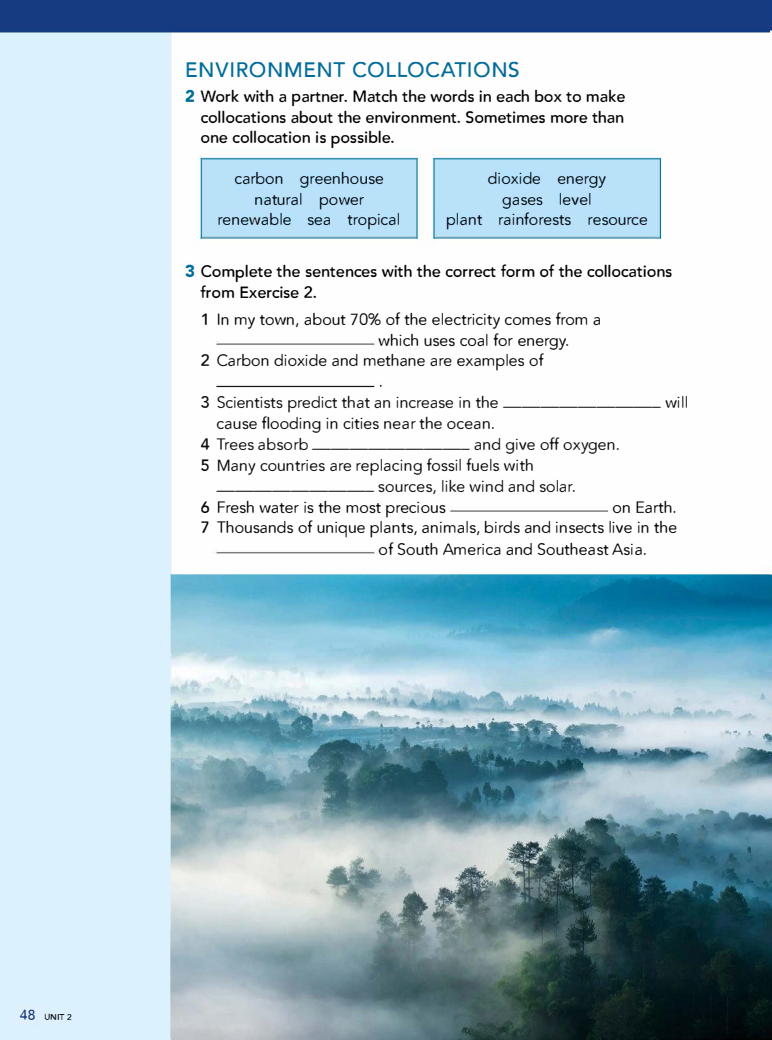 ENVIRONMENT COLLOCATIONS
2 Work with a partner. Match the words in each box to make
collocations about the environment. Sometimes more than
one collocation is possible.
carbon greenhouse
natural power
renewable sea tropical
dioxide energy
gases level
plant rainforests resource
3 Complete the sentences with the correct form of the collocations
from Exercise 2.
1 In my town, about 70% of the electricity comes from a
____________________ which uses coal for energy.
2 Carbon dioxide and methane are examples of
____________________ .
3 Scientists predict that an increase in the ____________________ will
cause flooding in cities near the ocean.
4 Trees absorb ____________________ and give off oxygen.
5 Many countries are replacing fossil fuels with
____________________ sources, like wind and solar.
6 Fresh water is the most precious ____________________ on Earth.
7 Thousands of unique plants, animals, birds and insects live in the
____________________ of South America and Southeast Asia.
48 UNIT 2